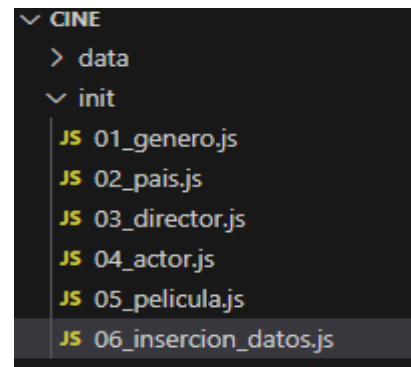 CINE
data
init
JS 01_genero.js
JS 02_pais.js
JS 03_director.js
JS 04_actor.js
JS 05_pelicula.js
JS 06_insercion_datos.js